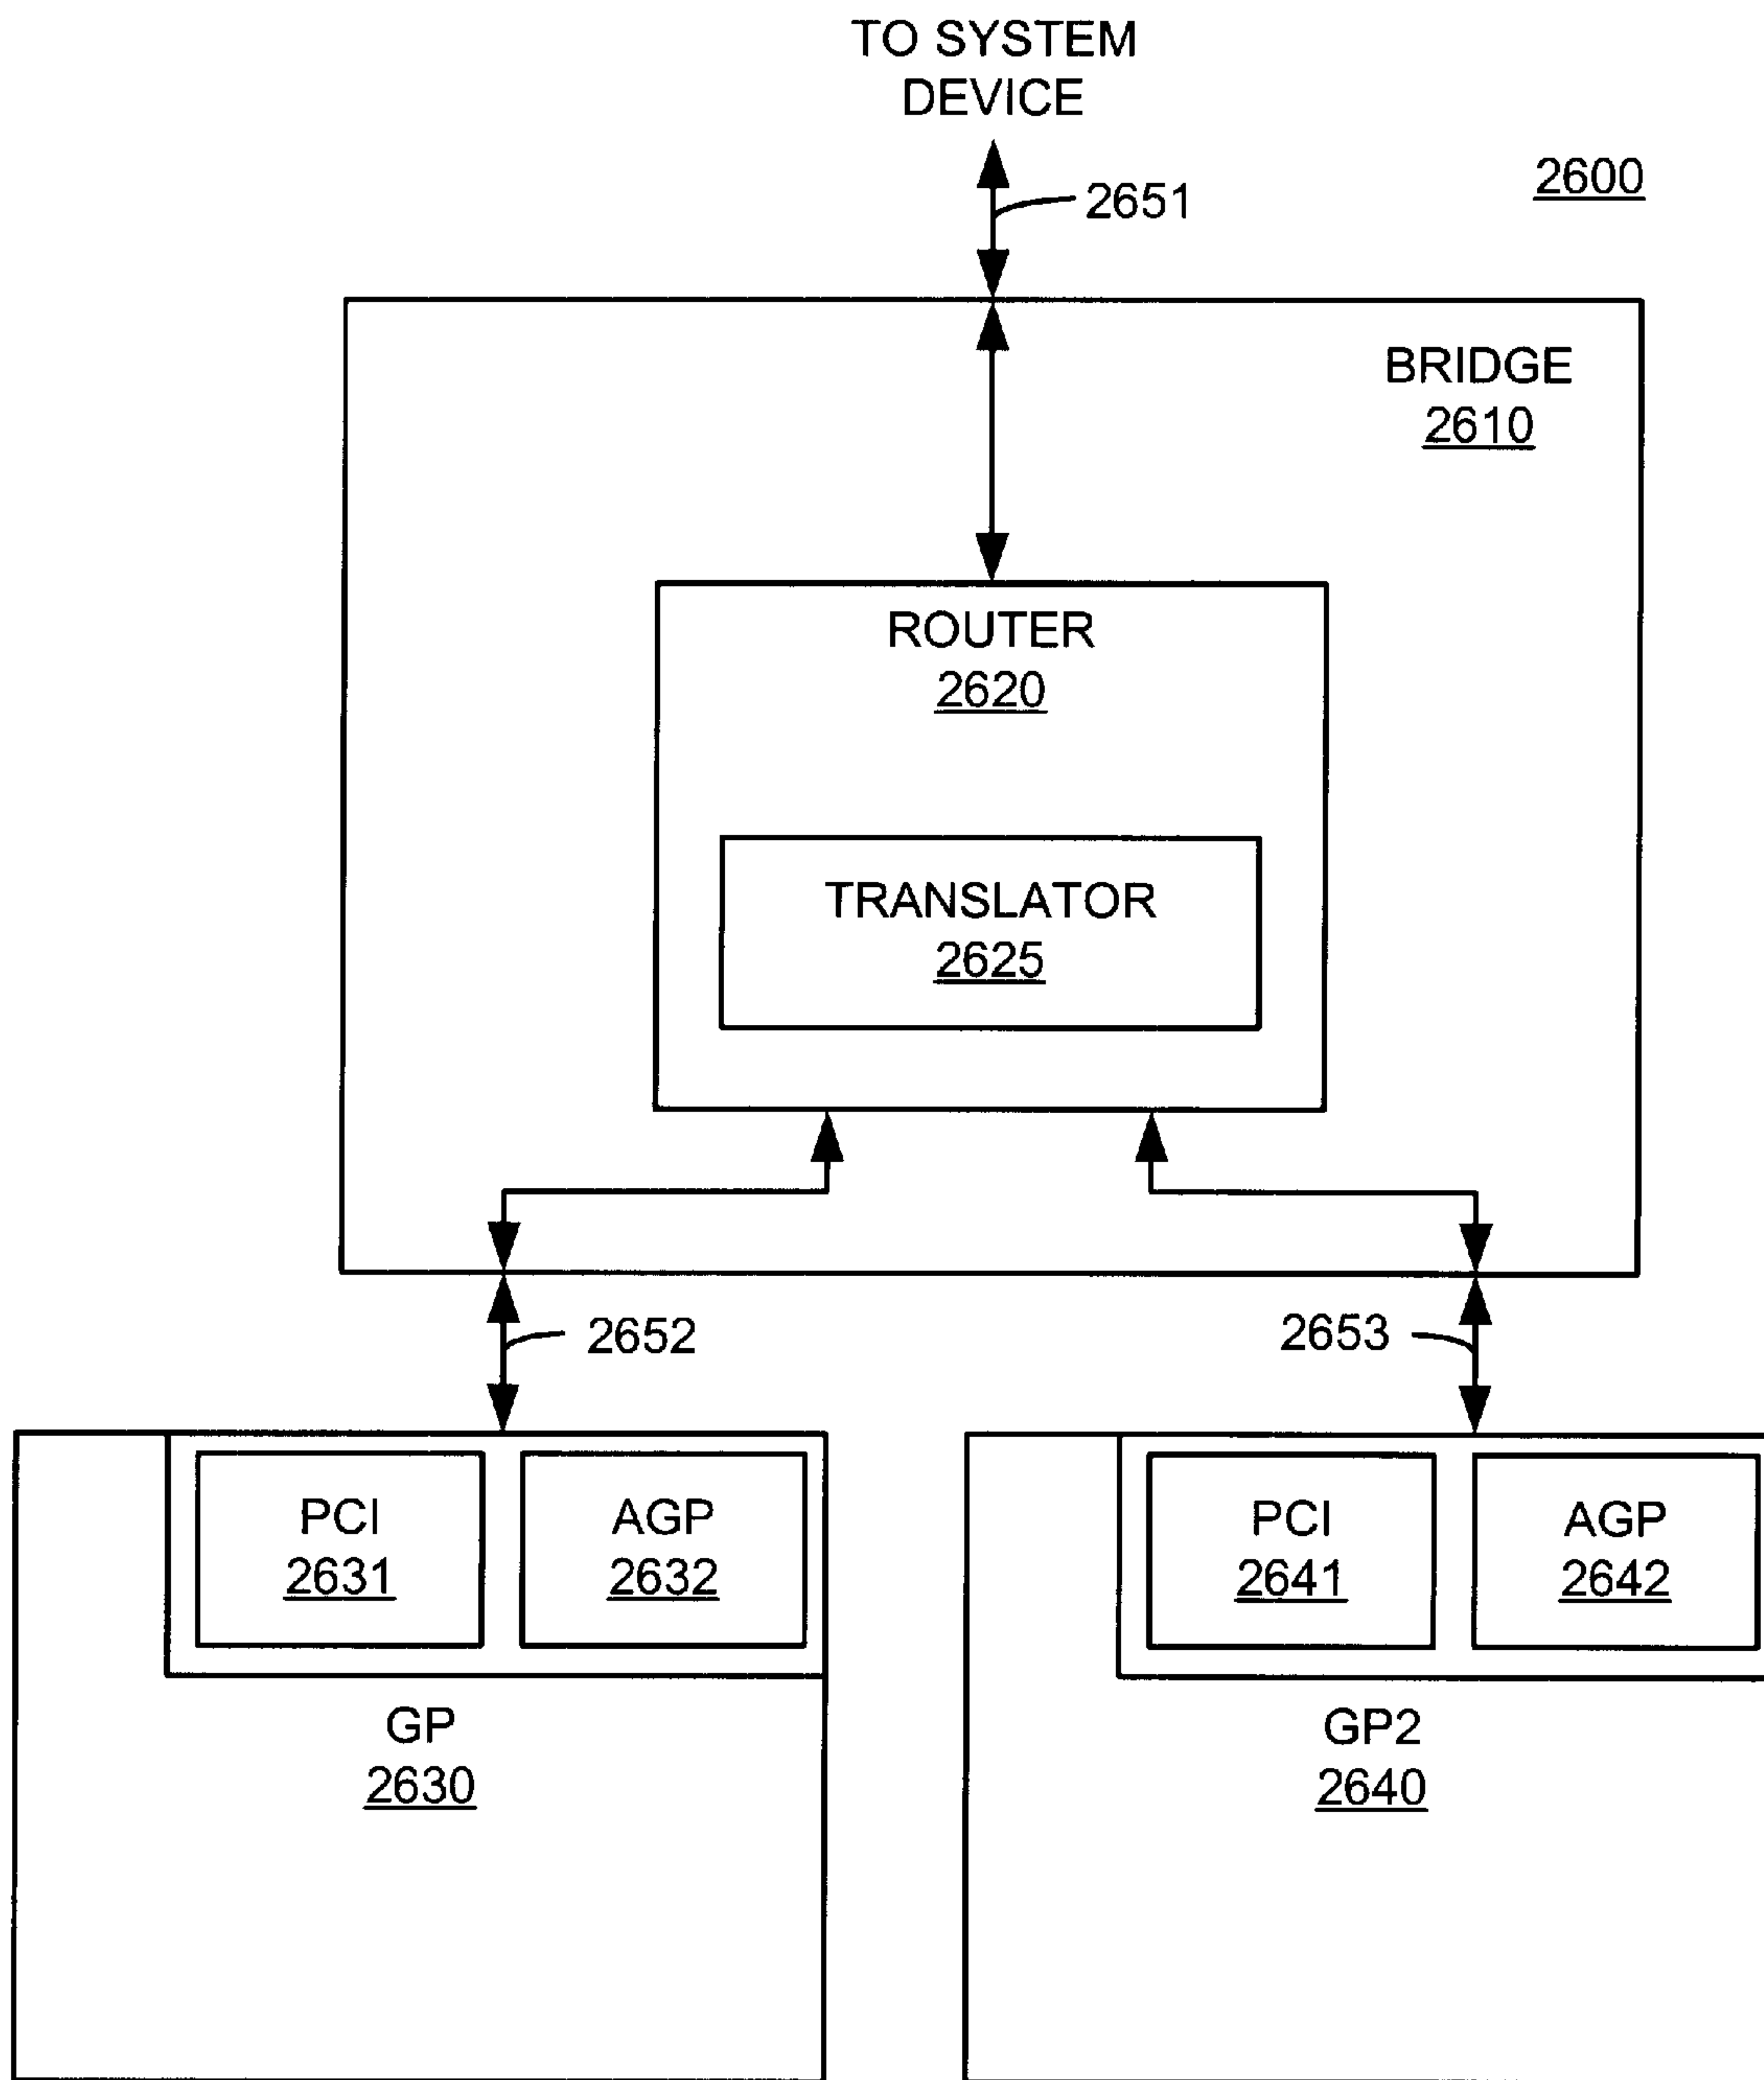 TO SYSTEM
DEVICE
2600
2651
BRIDGE
2610
ROUTER
2620
TRANSLATOR
2625
2652
2653
PCI
2631
AGP
2632
PCI
2641
AGP
2642
GP
2630
GP2
2640